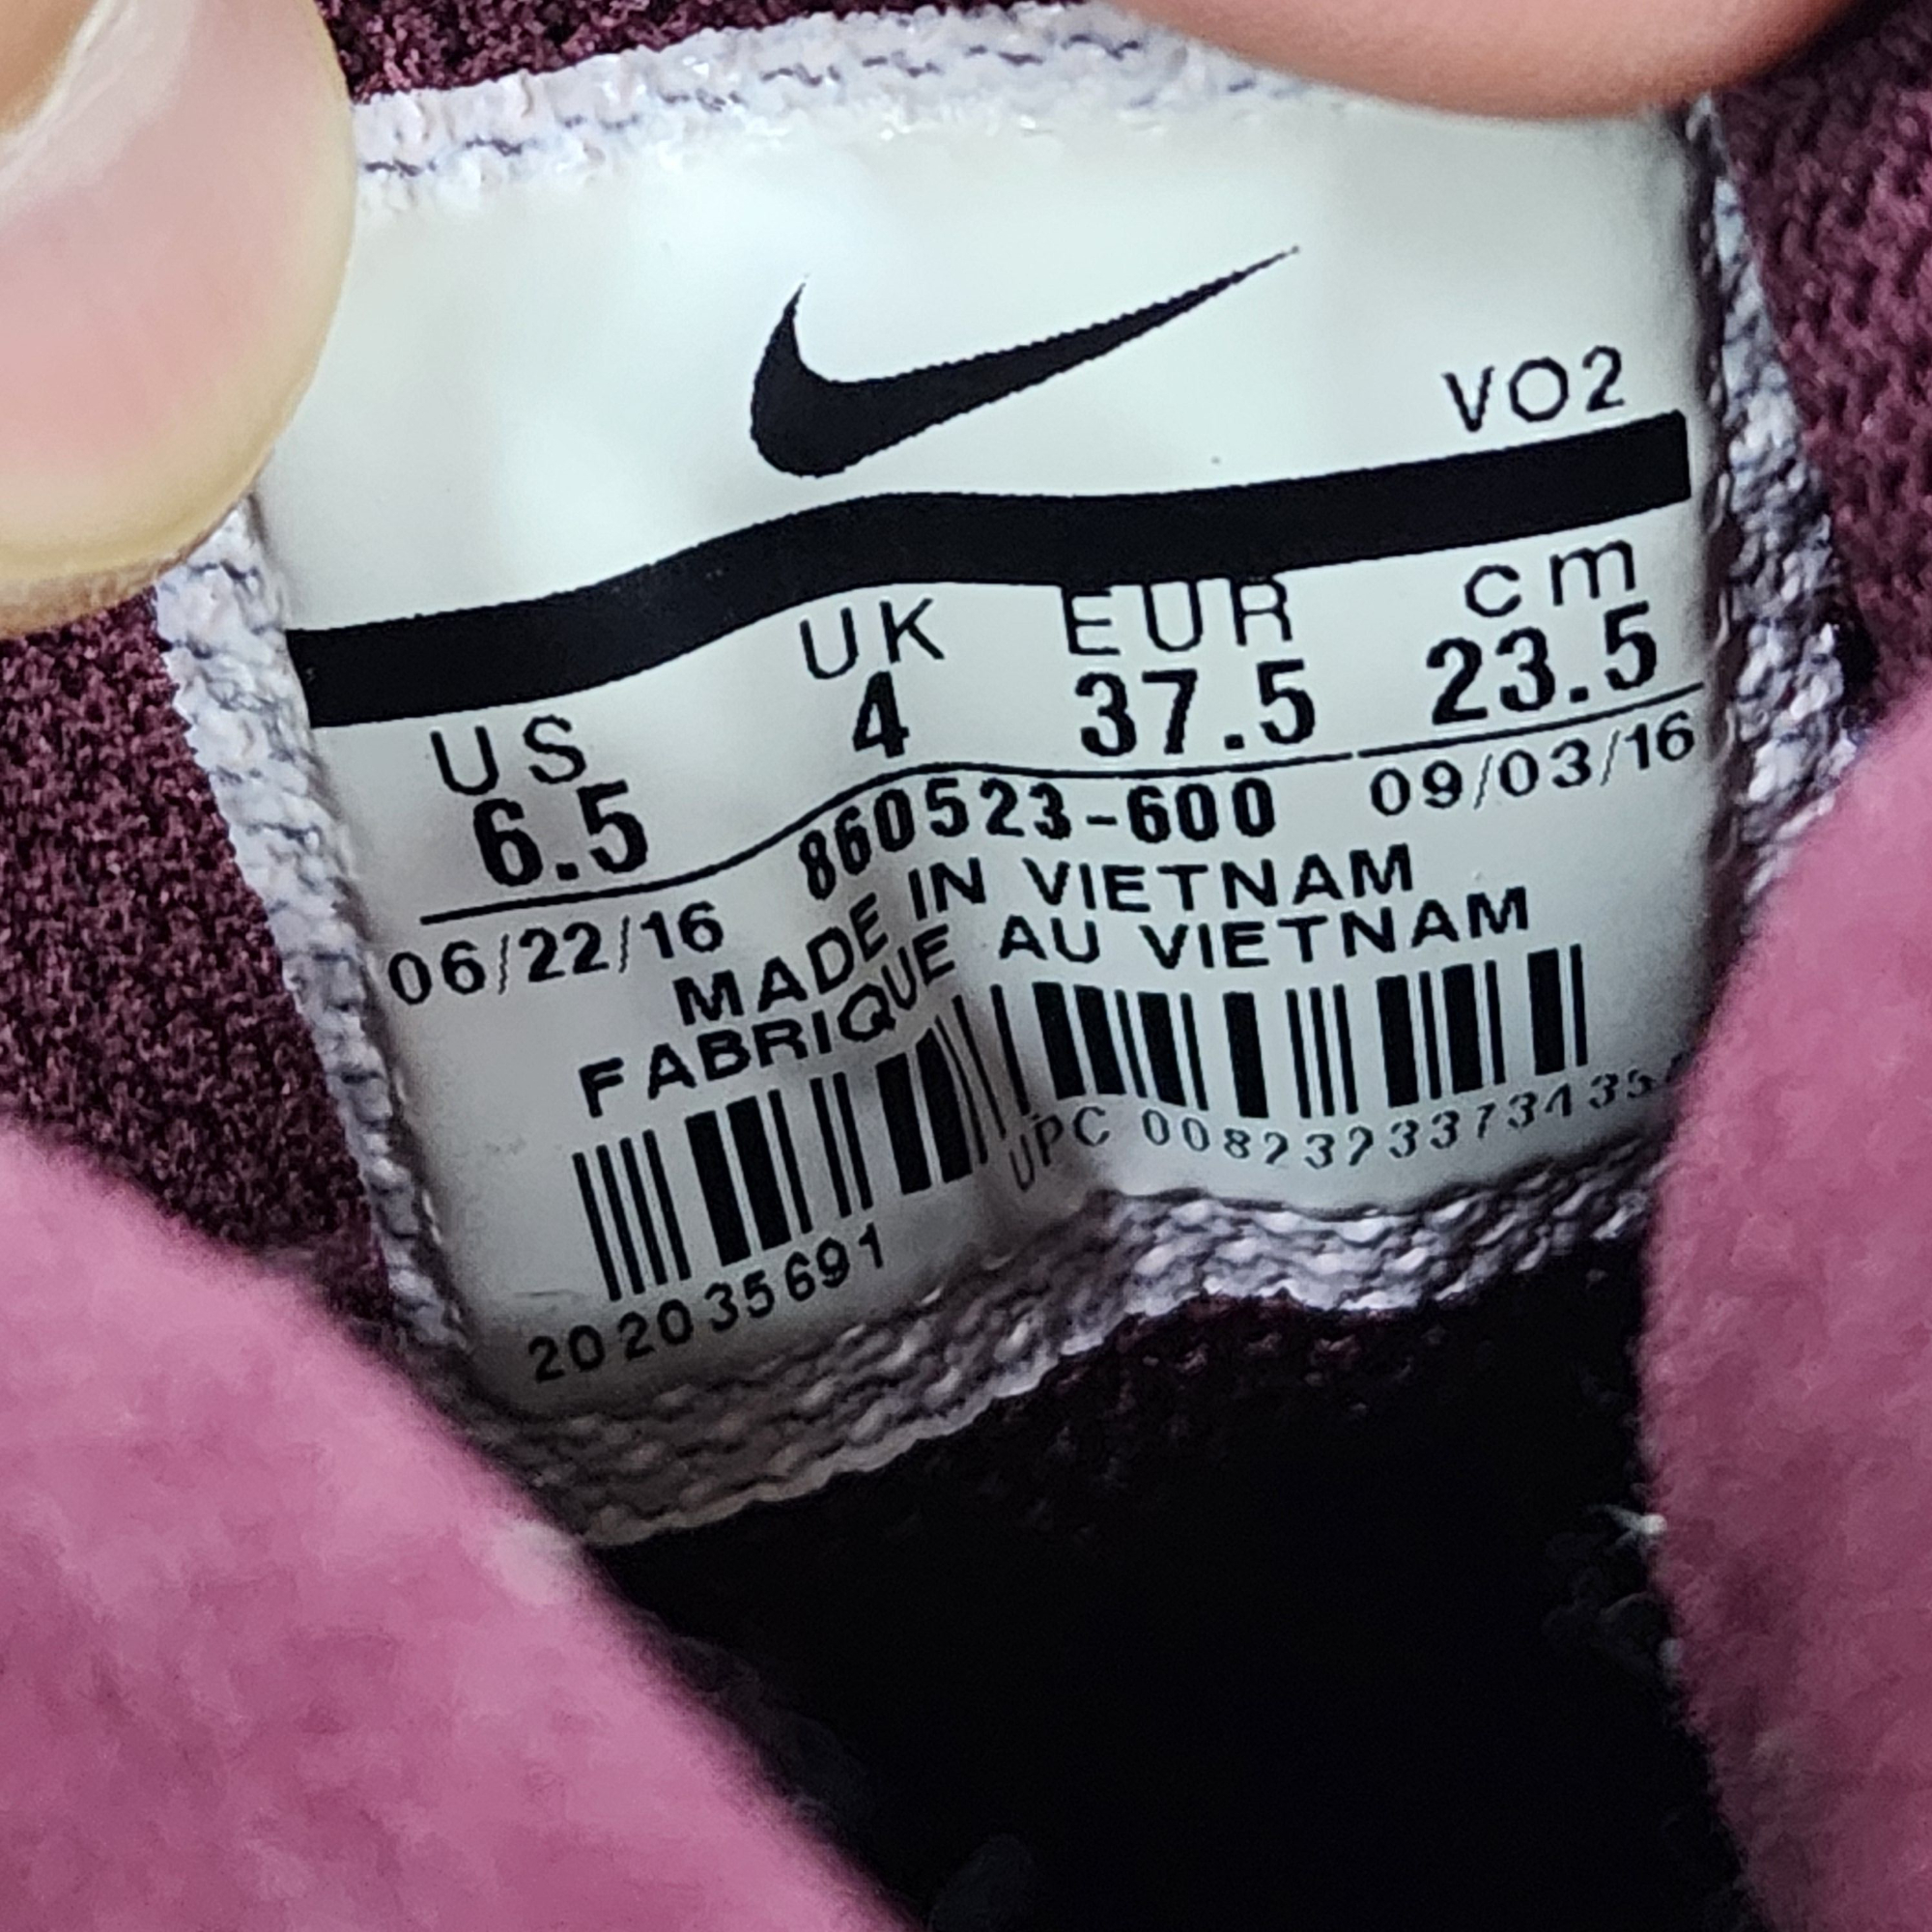 VO2
US UK EUR cm
6.5 4 37.5 23.5
06/22/16 860523-600 09/03/16
MADE IN VIETNAM
FABRIQUE AU VIETNAM
UPC
202035691